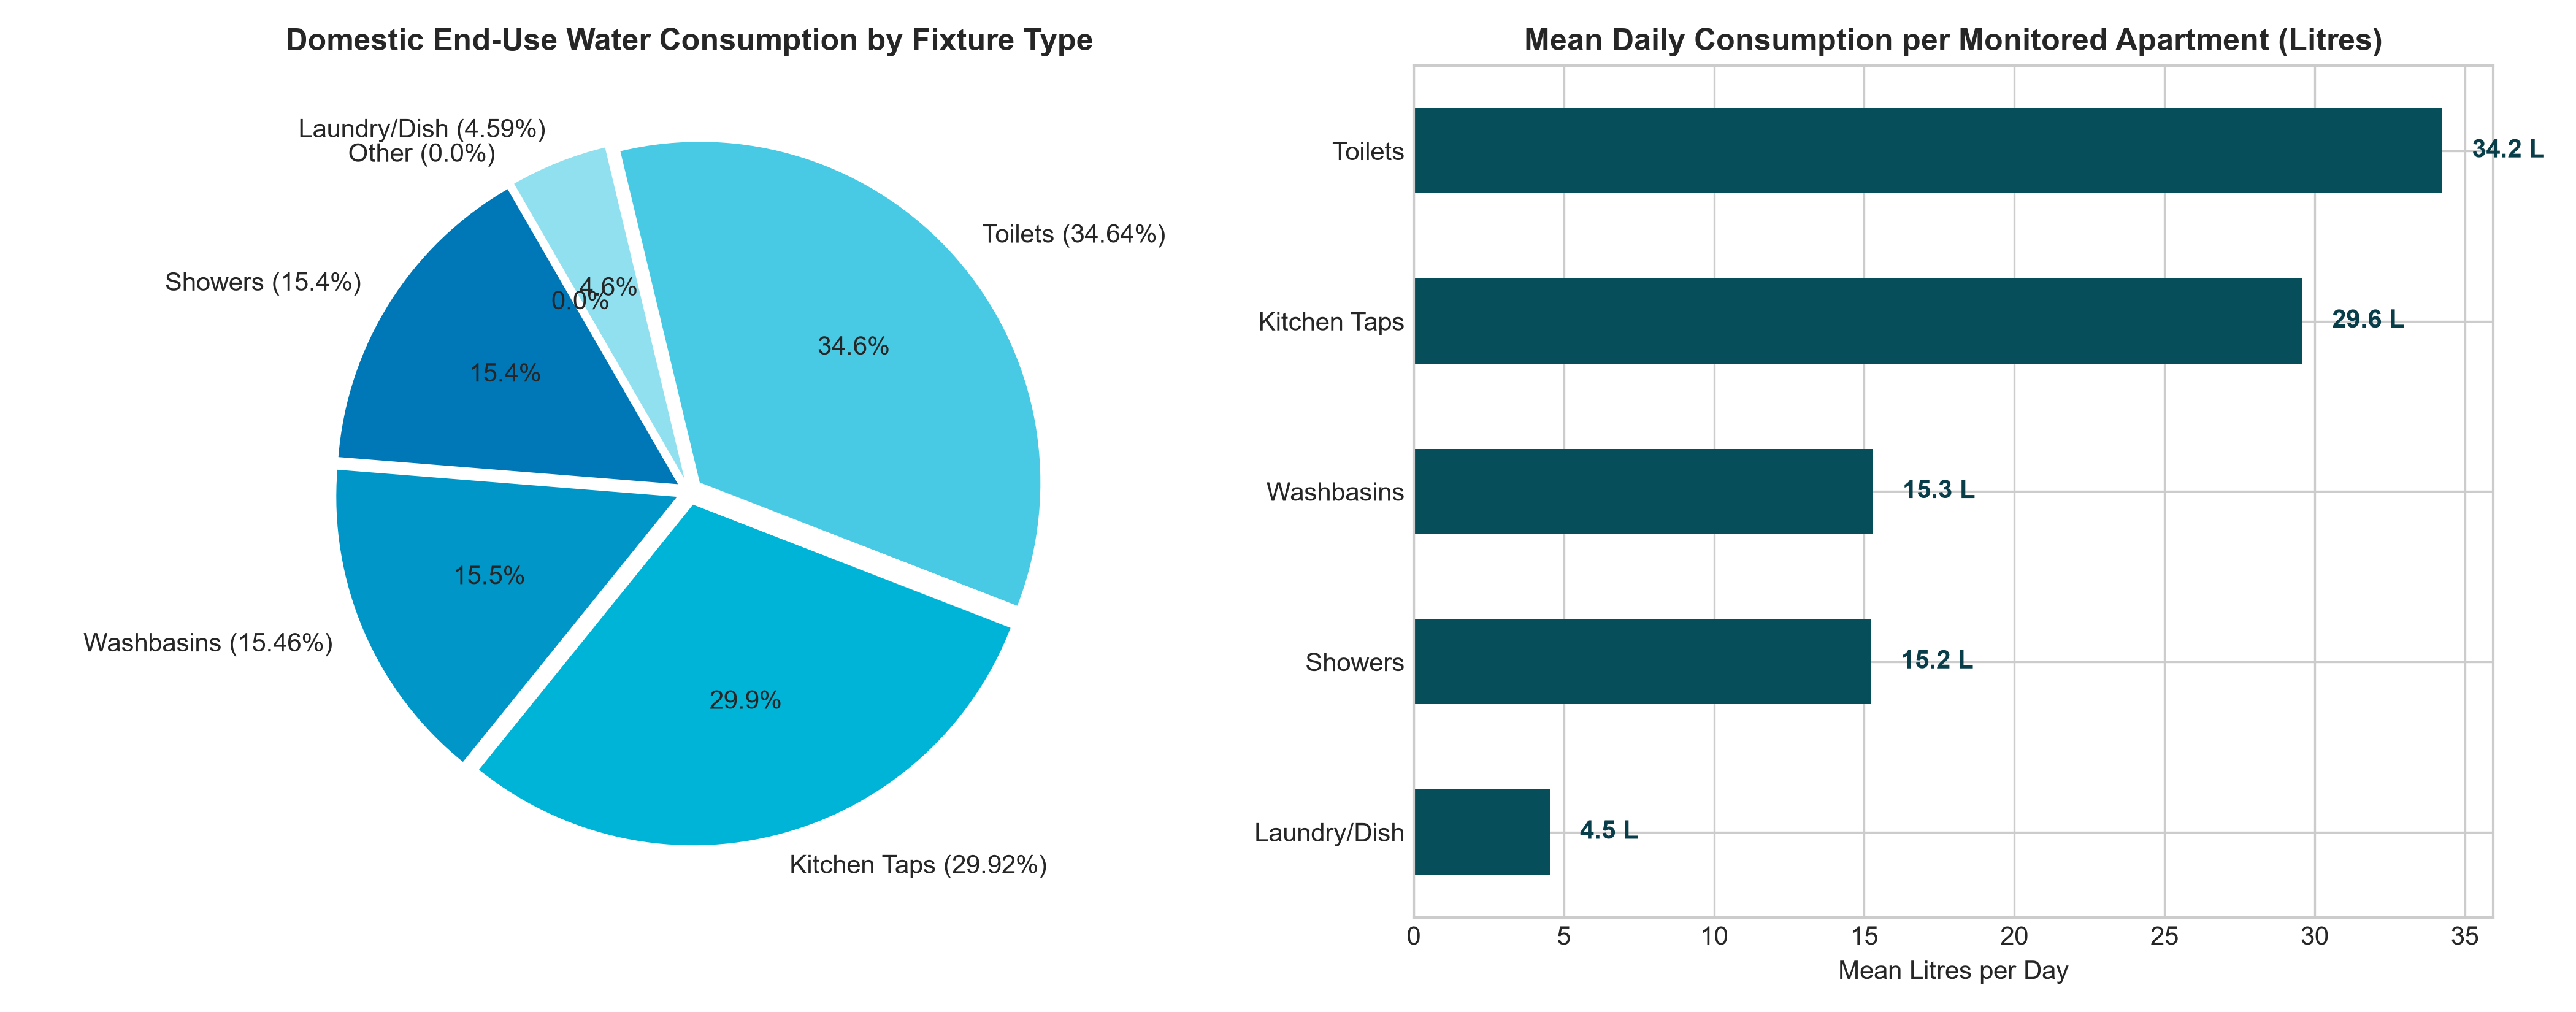 Domestic End-Use Water Consumption by Fixture Type
Laundry/Dish (4.59%)
Other (0.0%)
Toilets (34.64%)
Showers (15.4%)
4.6%
0.0%
34.6%
15.4%
15.5%
Washbasins (15.46%)
29.9%
Kitchen Taps (29.92%)
Mean Daily Consumption per Monitored Apartment (Litres)
Toilets
34.2 L
Kitchen Taps
29.6 L
Washbasins
15.3 L
Showers
15.2 L
Laundry/Dish
4.5 L
0 5 10 15 20 25 30 35
Mean Litres per Day